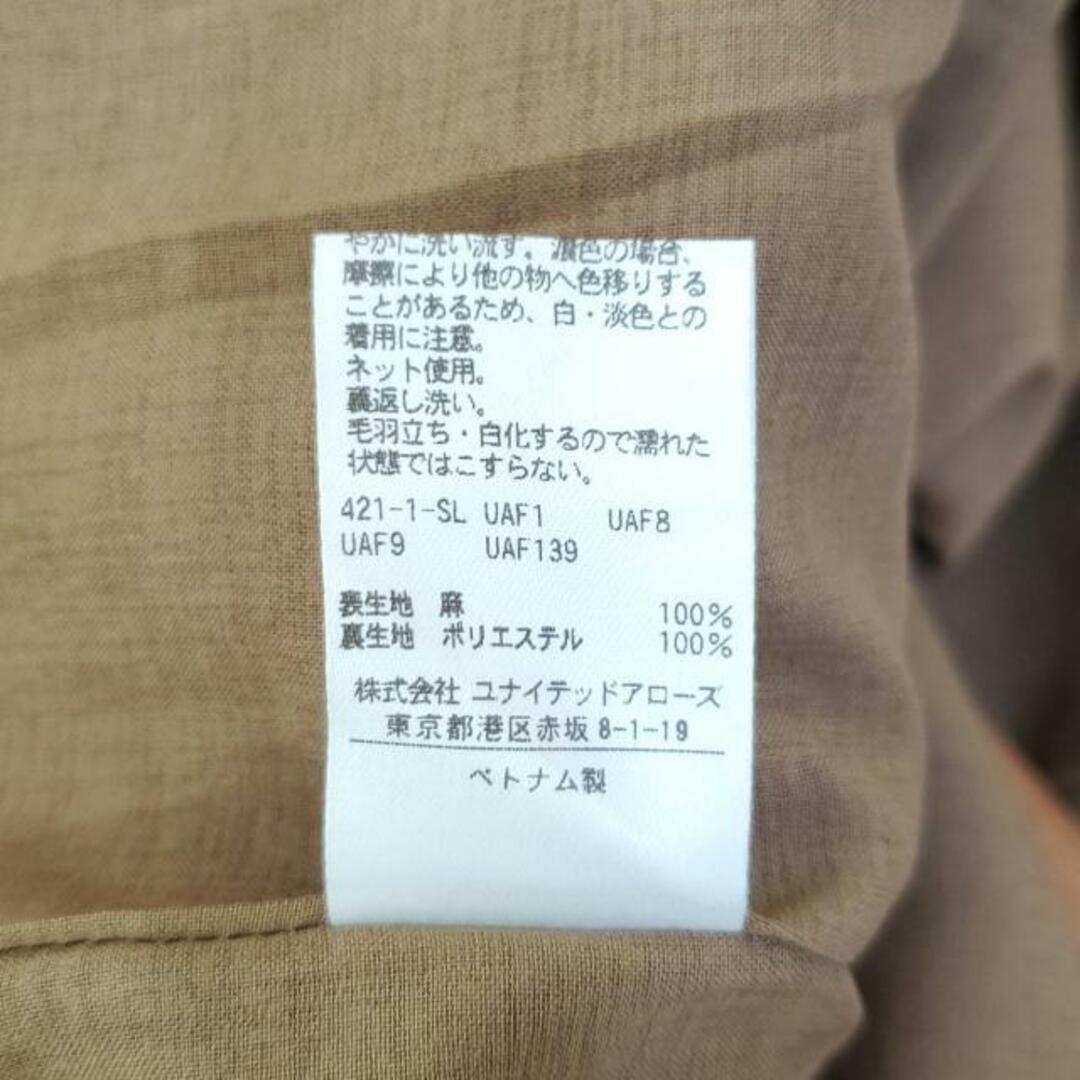 やかに洗い流す。濃色の場合、
摩擦により他の物へ色移りする
ことがあるため、白・淡色との
着用に注意。
ネット使用。
裏返し洗い。
毛羽立ち・白化するので濡れた
状態ではこすらない。
421-1-SL UAF1 UAF8
UAF9 UAF139
表生地 麻 100%
裏生地 ポリエステル 100%
株式会社 ユナイテッドアローズ
東京都港区赤坂 8-1-19
ベトナム製